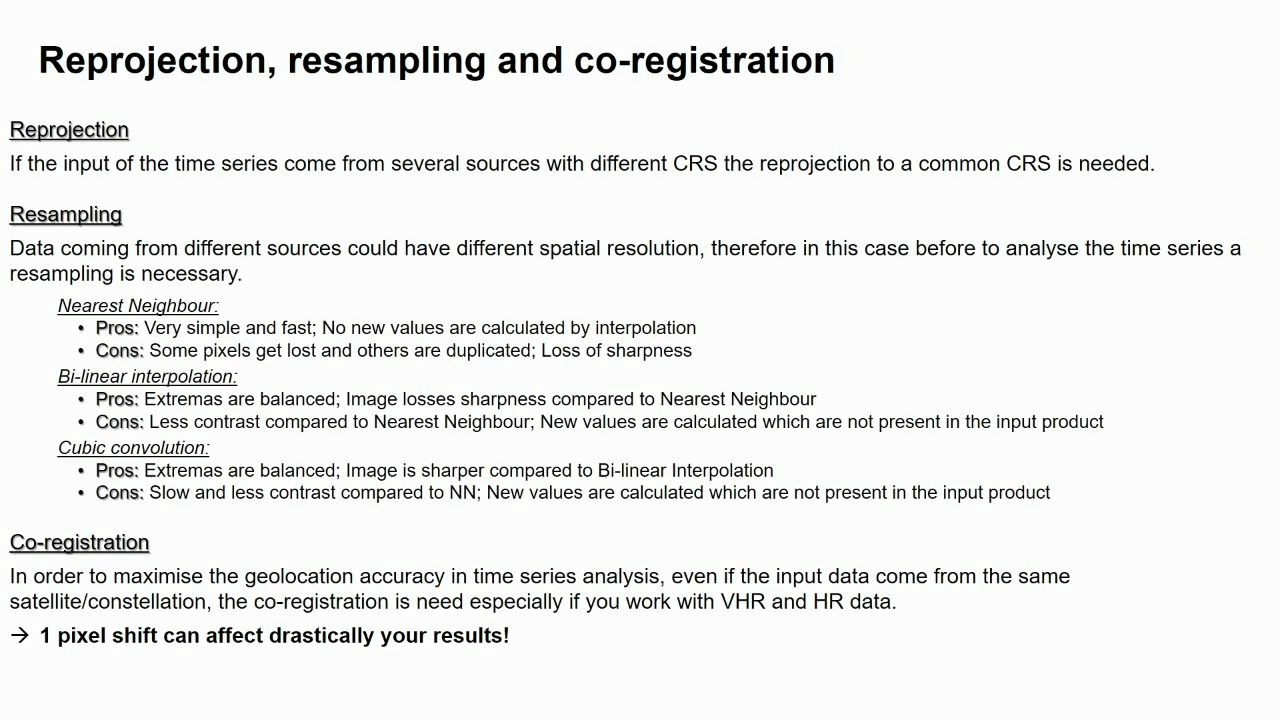 Reprojection, resampling and co-registration
Reprojection
If the input of the time series come from several sources with different CRS the reprojection to a common CRS is needed.
Resampling
Data coming from different sources could have different spatial resolution, therefore in this case before to analyse the time series a
resampling is necessary.
Nearest Neighbour:
• Pros: Very simple and fast; No new values are calculated by interpolation
• Cons: Some pixels get lost and others are duplicated; Loss of sharpness
Bi-linear interpolation:
• Pros: Extremas are balanced; Image losses sharpness compared to Nearest Neighbour
• Cons: Less contrast compared to Nearest Neighbour; New values are calculated which are not present in the input product
Cubic convolution:
• Pros: Extremas are balanced; Image is sharper compared to Bi-linear Interpolation
• Cons: Slow and less contrast compared to NN; New values are calculated which are not present in the input product
Co-registration
In order to maximise the geolocation accuracy in time series analysis, even if the input data come from the same
satellite/constellation, the co-registration is need especially if you work with VHR and HR data.
→ 1 pixel shift can affect drastically your results!